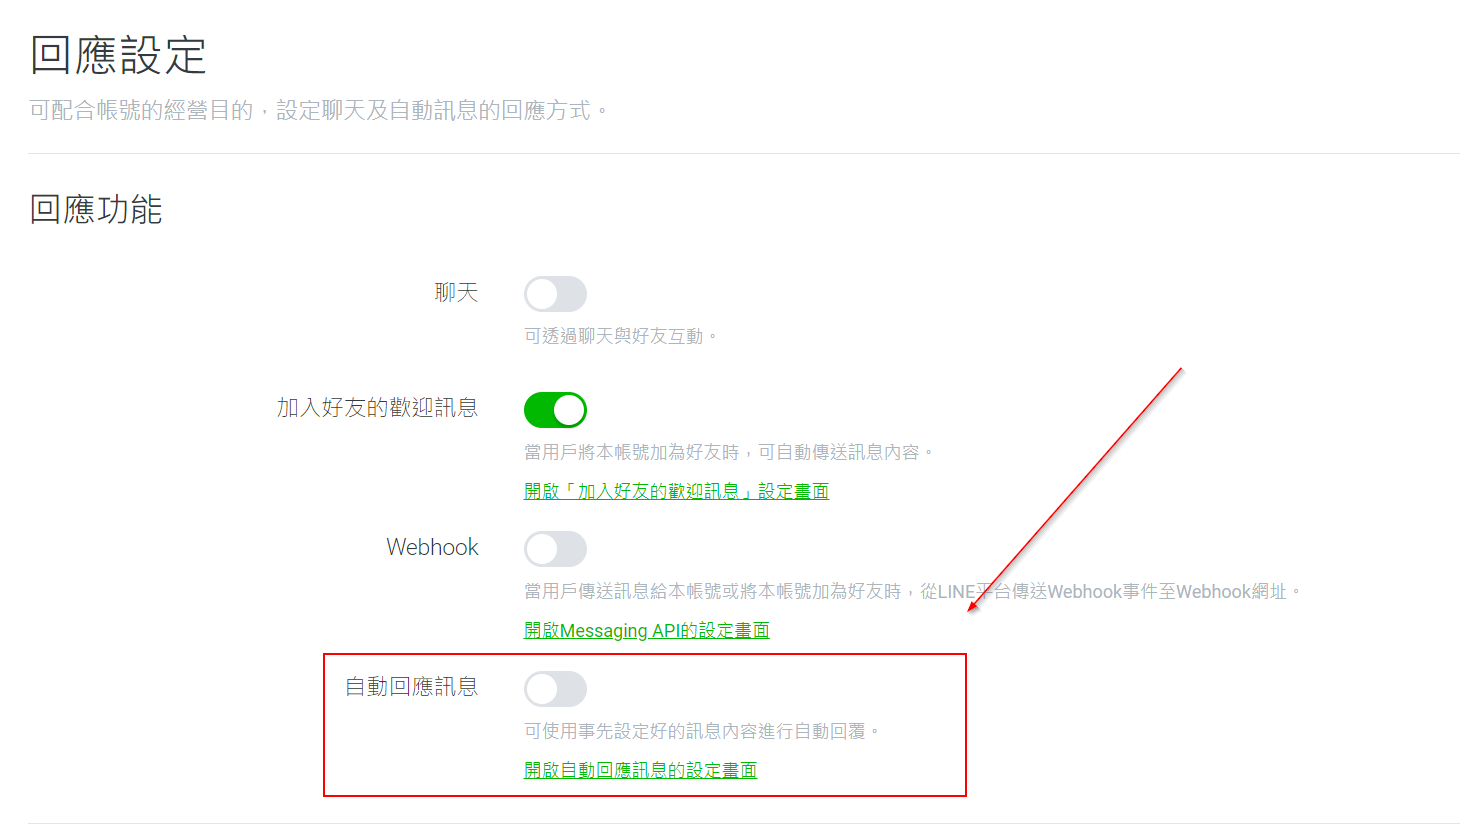 回應設定
可配合帳號的經營目的，設定聊天及自動訊息的回應方式。
回應功能
聊天
可透過聊天與好友互動。
加入好友的歡迎訊息
當用戶將本帳號加為好友時，可自動傳送訊息內容。
開啟「加入好友的歡迎訊息」設定畫面
Webhook
當用戶傳送訊息給本帳號或將本帳號加為好友時，從LINE平台傳送Webhook事件至Webhook網址。
開啟Messaging API的設定畫面
自動回應訊息
可使用事先設定好的訊息內容進行自動回覆。
開啟自動回應訊息的設定畫面